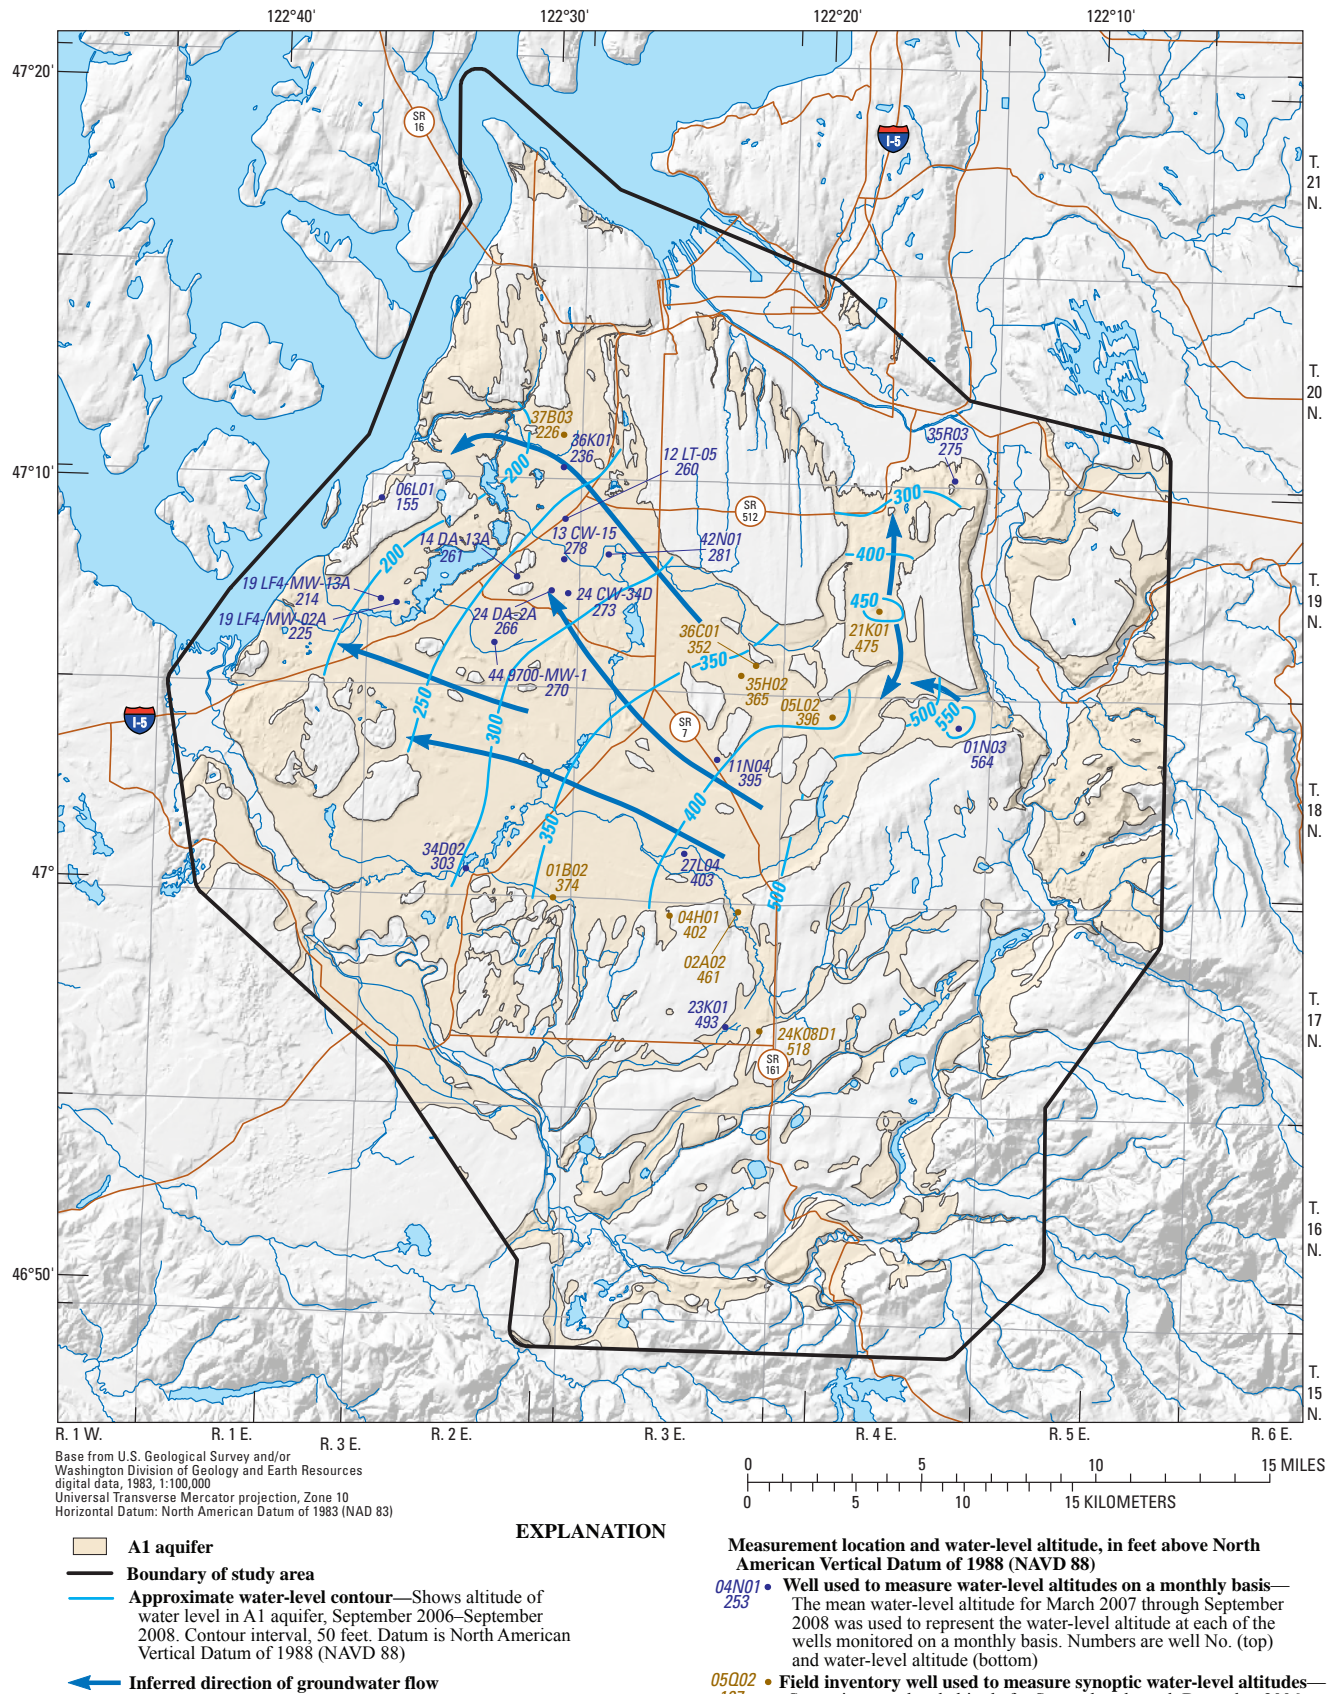 122°40'
122°30'
122°20'
122°10'
47°20'
47°10'
47°
46°50'
SR
16
I-5
T.
21
N.
T.
20
N.
T.
19
N.
T.
18
N.
T.
17
N.
T.
16
N.
T.
15
N.
37B03
226
36K01
236
12 LT-05
260
35R03
275
200
06L01
155
SR
512
300
14 DA-13A
261
13 CW-15
278
42N01
281
200
400
19 LF4-MW-13A
214
24 CW-34D
273
450
19 LF4-MW-02A
225
24 DA-2A
266
36C01
352
21K01
475
350
44 9700-MW-1
270
35H02
365
05L02
396
250
300
500
550
I-5
SR
7
01N03
564
11N04
395
400
350
34D02
303
01B02
374
27L04
403
500
04H01
402
02A02
461
23K01
493
24K08D1
518
SR
161
R. 1 W.
R. 1 E.
R. 3 E.
R. 2 E.
R. 3 E.
R. 4 E.
R. 5 E.
R. 6 E.
Base from U.S. Geological Survey and/or
Washington Division of Geology and Earth Resources
digital data, 1983, 1:100,000
Universal Transverse Mercator projection, Zone 10
Horizontal Datum: North American Datum of 1983 (NAD 83)
0 5 10 15 MILES
0 5 10 15 KILOMETERS
EXPLANATION
A1 aquifer
Boundary of study area
Approximate water-level contour—Shows altitude of
water level in A1 aquifer, September 2006–September
2008. Contour interval, 50 feet. Datum is North American
Vertical Datum of 1988 (NAVD 88)
Inferred direction of groundwater flow
Measurement location and water-level altitude, in feet above North
American Vertical Datum of 1988 (NAVD 88)
04N01
253
Well used to measure water-level altitudes on a monthly basis—
The mean water-level altitude for March 2007 through September
2008 was used to represent the water-level altitude at each of the
wells monitored on a monthly basis. Numbers are well No. (top)
and water-level altitude (bottom)
05Q02
Field inventory well used to measure synoptic water-level altitudes—